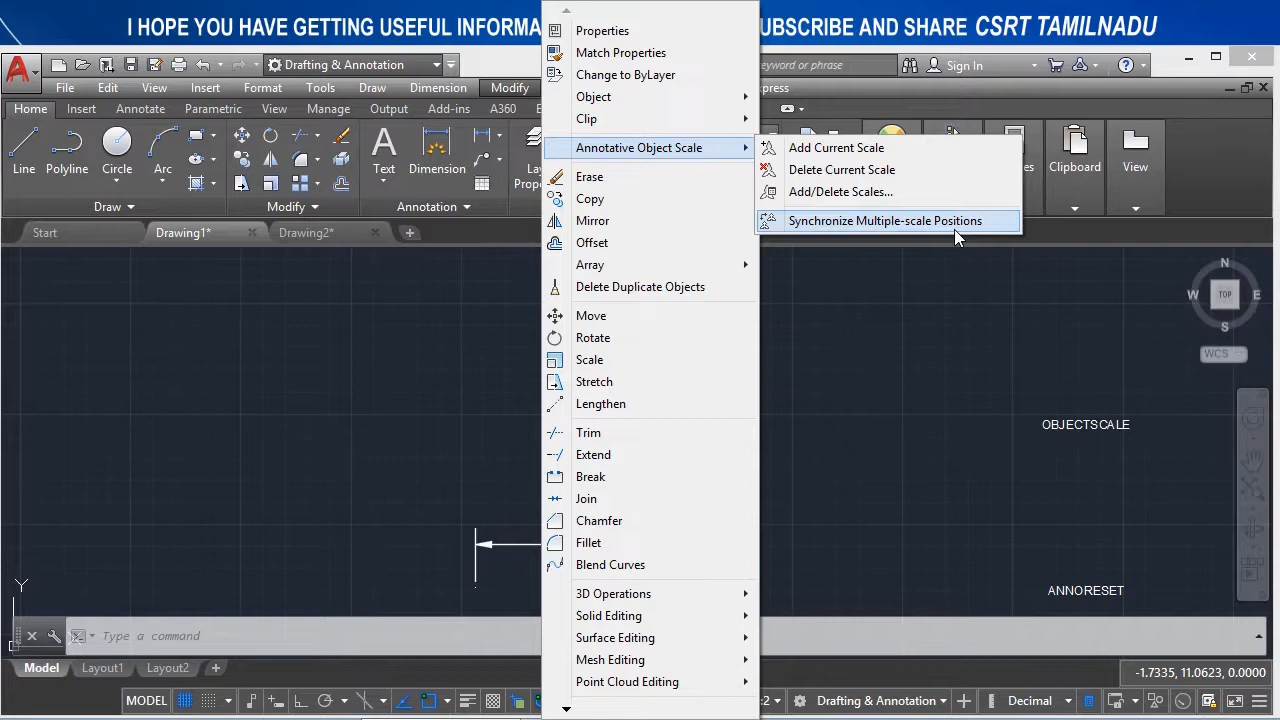 I HOPE YOU HAVE GETTING USEFUL INFORMA
SUBSCRIBE AND SHARE CSRT TAMILNADU
Drafting & Annotation
keyword or phrase
Sign In
File Edit View Insert Format Tools Draw Dimension Modify
xpress
Home Insert Annotate Parametric View Manage Output Add-ins A360
Line Polyline Circle Arc
Text Dimension
Clipboard
View
Draw
Modify
Annotation
Start
Drawing1*
Drawing2*
Properties
Match Properties
Change to ByLayer
Object
Clip
Annotative Object Scale
Erase
Copy
Mirror
Offset
Array
Delete Duplicate Objects
Move
Rotate
Scale
Stretch
Lengthen
Trim
Extend
Break
Join
Chamfer
Fillet
Blend Curves
3D Operations
Solid Editing
Surface Editing
Mesh Editing
Point Cloud Editing
Add Current Scale
Delete Current Scale
Add/Delete Scales...
Synchronize Multiple-scale Positions
N
W TOP E
S
WCS
OBJECTSCALE
ANNORESET
Y
Type a command
Model Layout1 Layout2
-1.7335, 11.0623, 0.0000
MODEL
Drafting & Annotation
Decimal